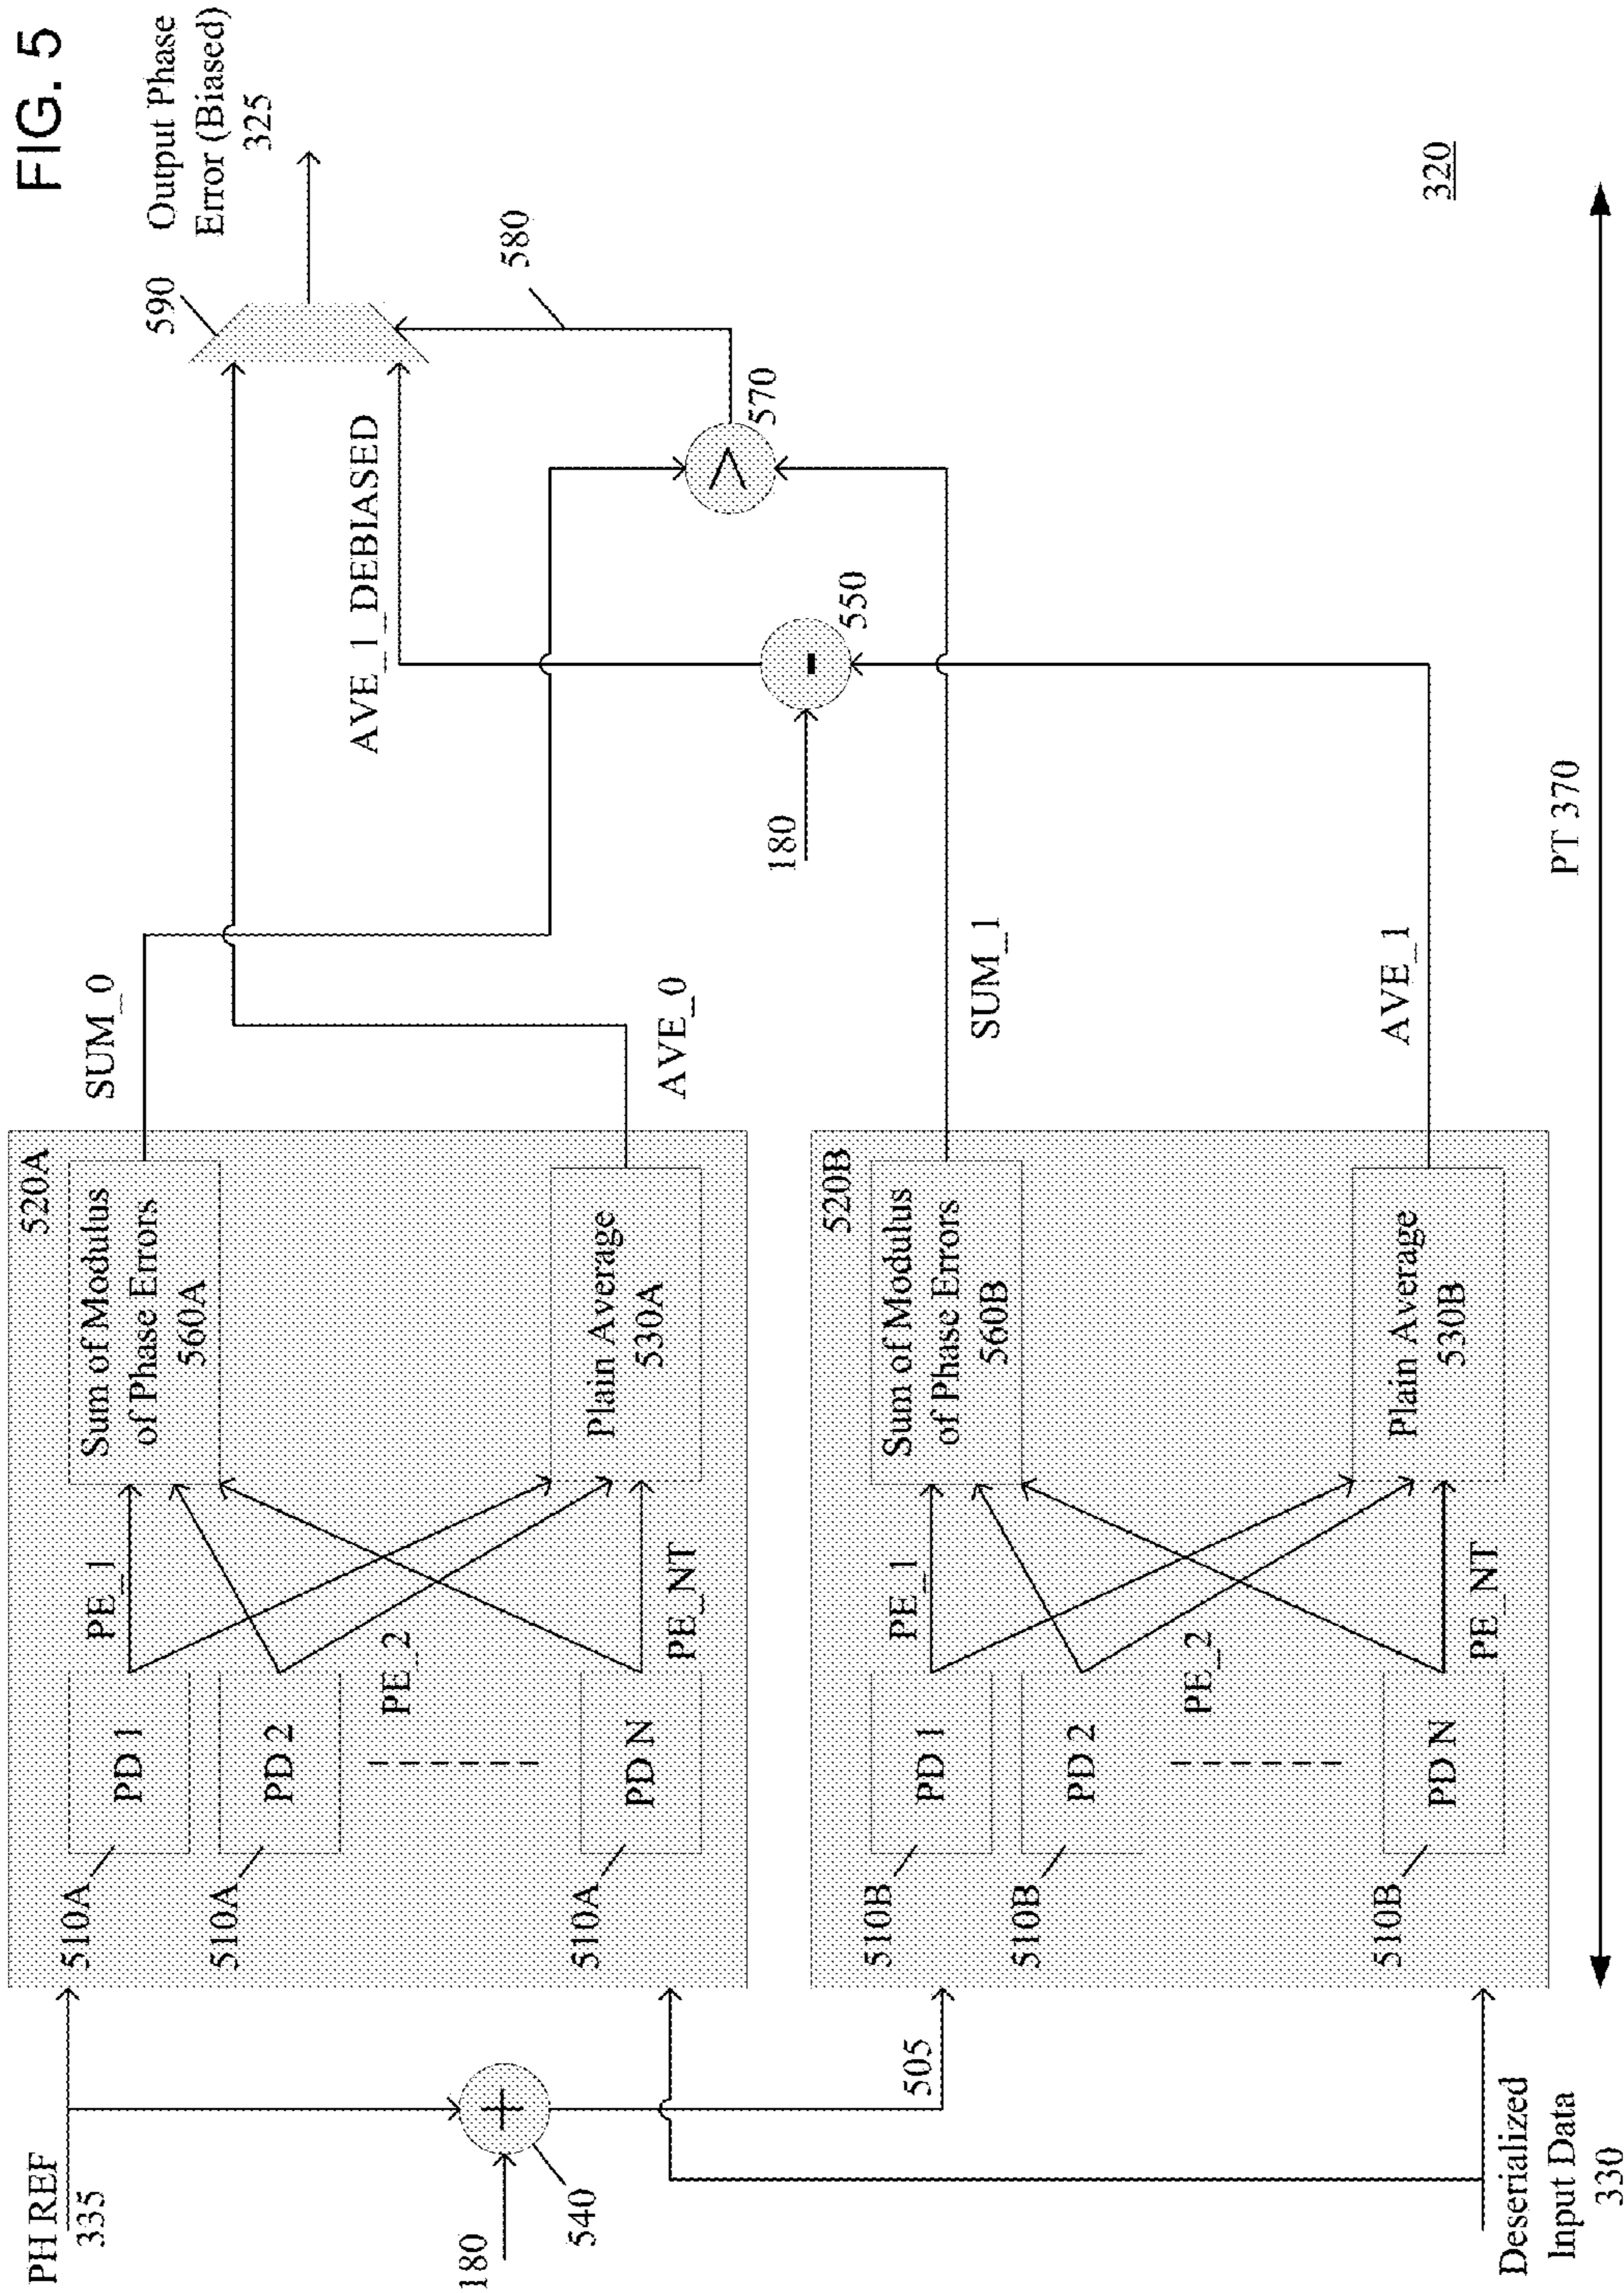 FIG. 5
PH REF
335
180
540
505
Deserialized
Input Data
330
520A
510A
PD 1
510A
PD 2
510A
PD N
PE_1
PE_2
PE_NT
Sum of Modulus
of Phase Errors
560A
Plain Average
530A
SUM_0
AVE_0
520B
510B
PD 1
510B
PD 2
510B
PD N
PE_1
PE_2
PE_NT
Sum of Modulus
of Phase Errors
560B
Plain Average
530B
SUM_1
AVE_1
180
-
550
AVE_1_DEBIASED
>
570
580
590
Output Phase
Error (Biased)
325
+
320
PT 370